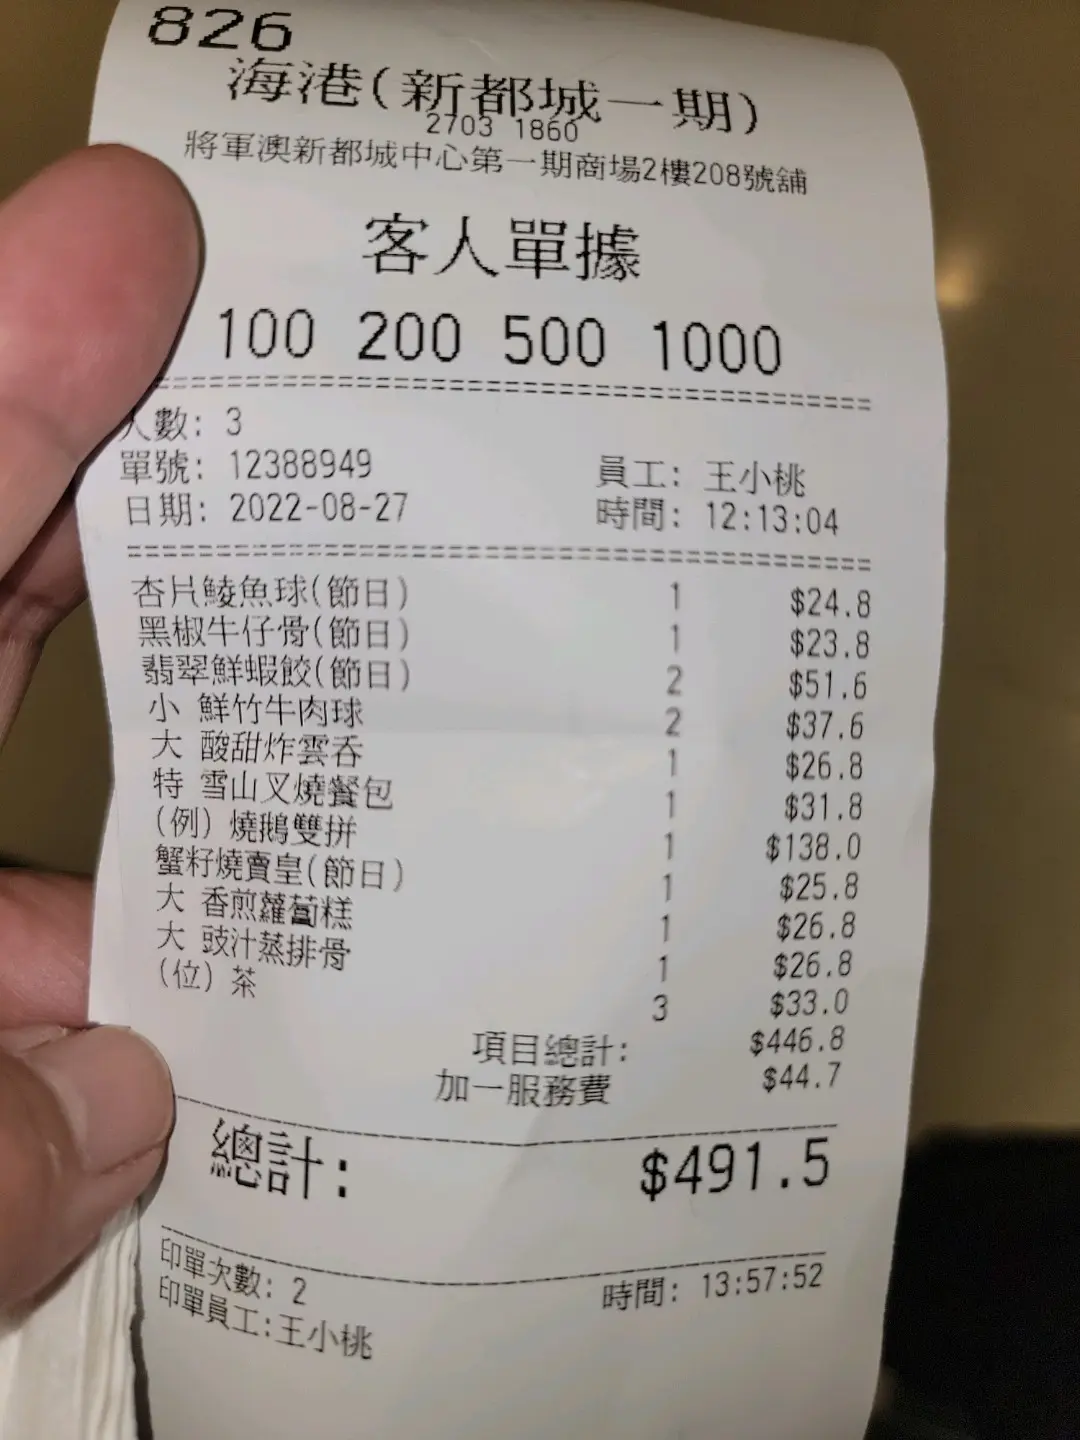 826
海港(新都城一期)
2703 1860
將軍澳新都城中心第一期商場2樓208號舖
客人單據
100 200 500 1000
人數: 3
單號: 12388949 員工: 王小桃
日期: 2022-08-27 時間: 12:13:04
杏片鯪魚球(節日) 1 $24.8
黑椒牛仔骨(節日) 1 $23.8
翡翠鮮蝦餃(節日) 2 $51.6
小 鮮竹牛肉球 2 $37.6
大 酸甜炸雲吞 1 $26.8
特 雪山叉燒餐包 1 $31.8
(例) 燒鵝雙拼 1 $138.0
蟹籽燒賣皇(節日) 1 $25.8
大 香煎蘿蔔糕 1 $26.8
大 豉汁蒸排骨 1 $26.8
(位) 茶 3 $33.0
項目總計: $446.8
加一服務費 $44.7
總計: $491.5
印單次數: 2 時間: 13:57:52
印單員工:王小桃